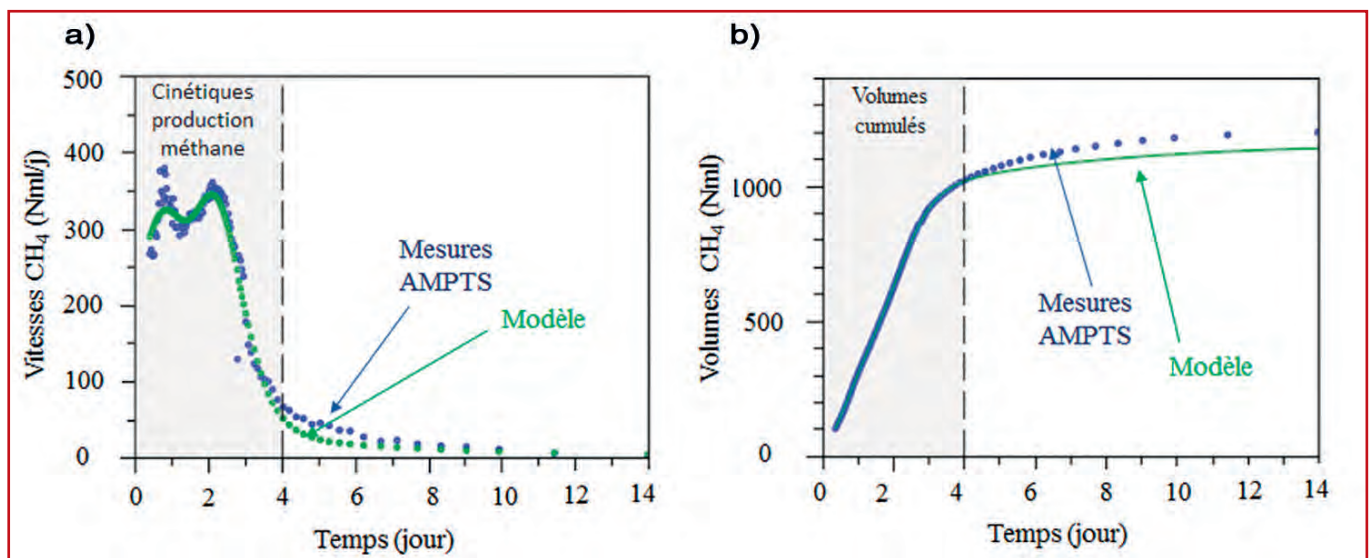 a)
500
400
300
200
100
0
Vitesses CH₄ (Nml/j)
Cinétiques
production
méthane
Mesures
AMPTS
Modèle
0 2 4 6 8 10 12 14
Temps (jour)
b)
1000
500
1000
0
Volumes CH₄ (Nml)
Volumes
cumulés
Mesures
AMPTS
Modèle
0 2 4 6 8 10 12 14
Temps (jour)